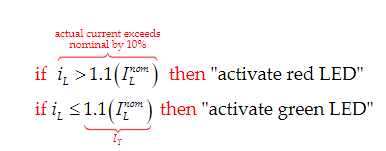 actual current exceeds
nominal by 10%
if i_L > 1.1(I_L^nom) then "activate red LED"
if i_L ≤ 1.1(I_L^nom) then "activate green LED"
I_T